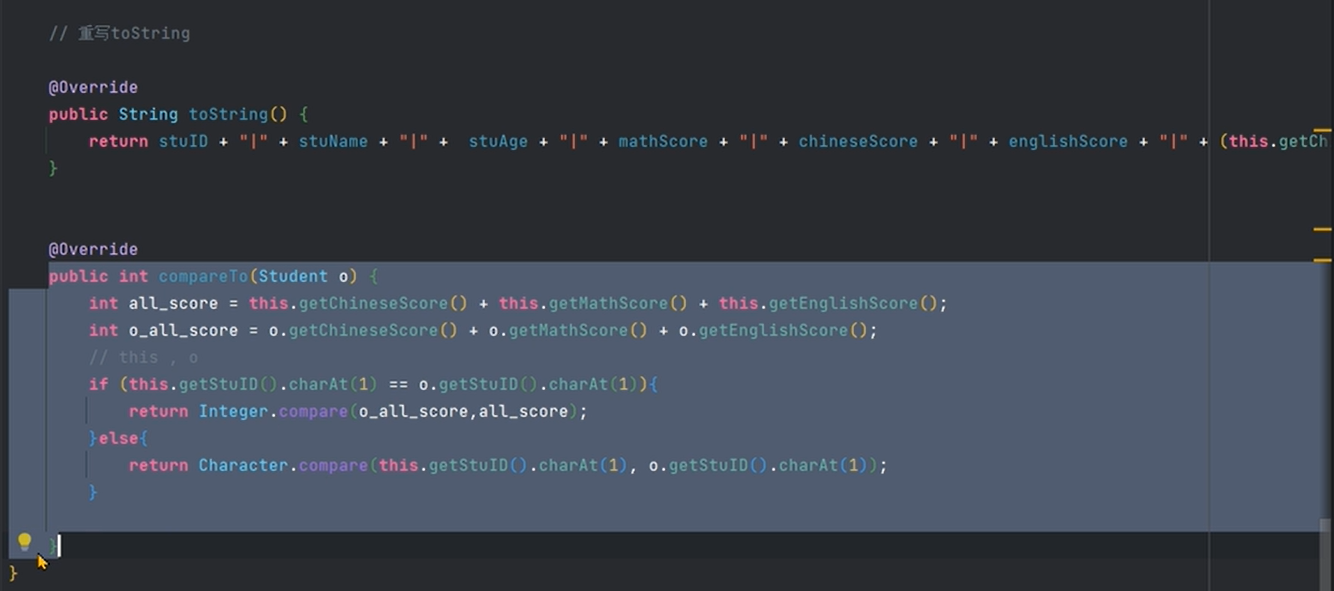 // 重写toString
@Override
public String toString() {
return stuID + "|" + stuName + "|" +  stuAge + "|" + mathScore + "|" + chineseScore + "|" + englishScore + "|" + (this.getCh
}
@Override
public int compareTo(Student o) {
int all_score = this.getChineseScore() + this.getMathScore() + this.getEnglishScore();
int o_all_score = o.getChineseScore() + o.getMathScore() + o.getEnglishScore();
// this , o
if (this.getStuID().charAt(1) == o.getStuID().charAt(1)){
return Integer.compare(o_all_score,all_score);
}else{
return Character.compare(this.getStuID().charAt(1), o.getStuID().charAt(1));
}
}
}